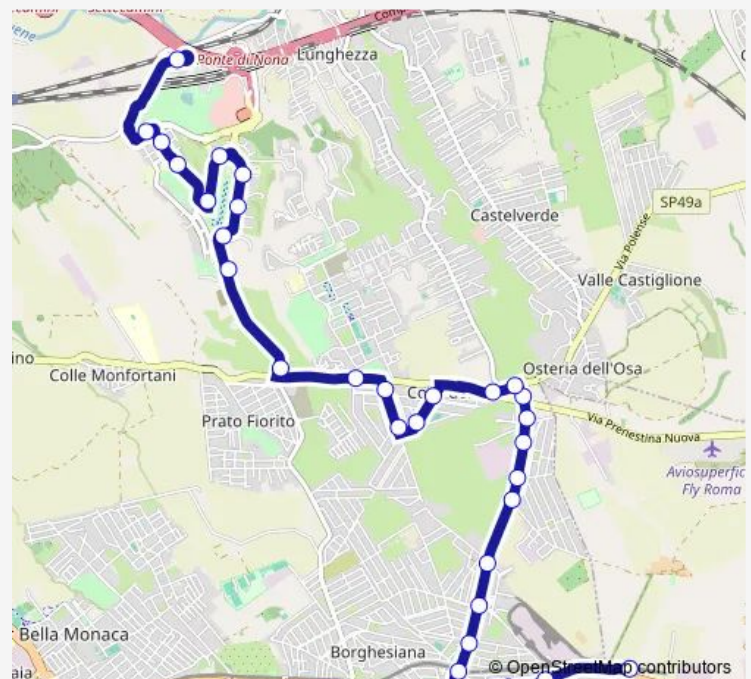 Ponte di Nona
Lunghezza
SP49a
Castelverde
Via Polense
Valle Castiglione
Osteria dell'Osa
Colle Monfortani
Prato Fiorito
Via Prenestina Nuova
Fly Roma
Bella Monaca
Borghesiana
© OpenStreetMap contributors